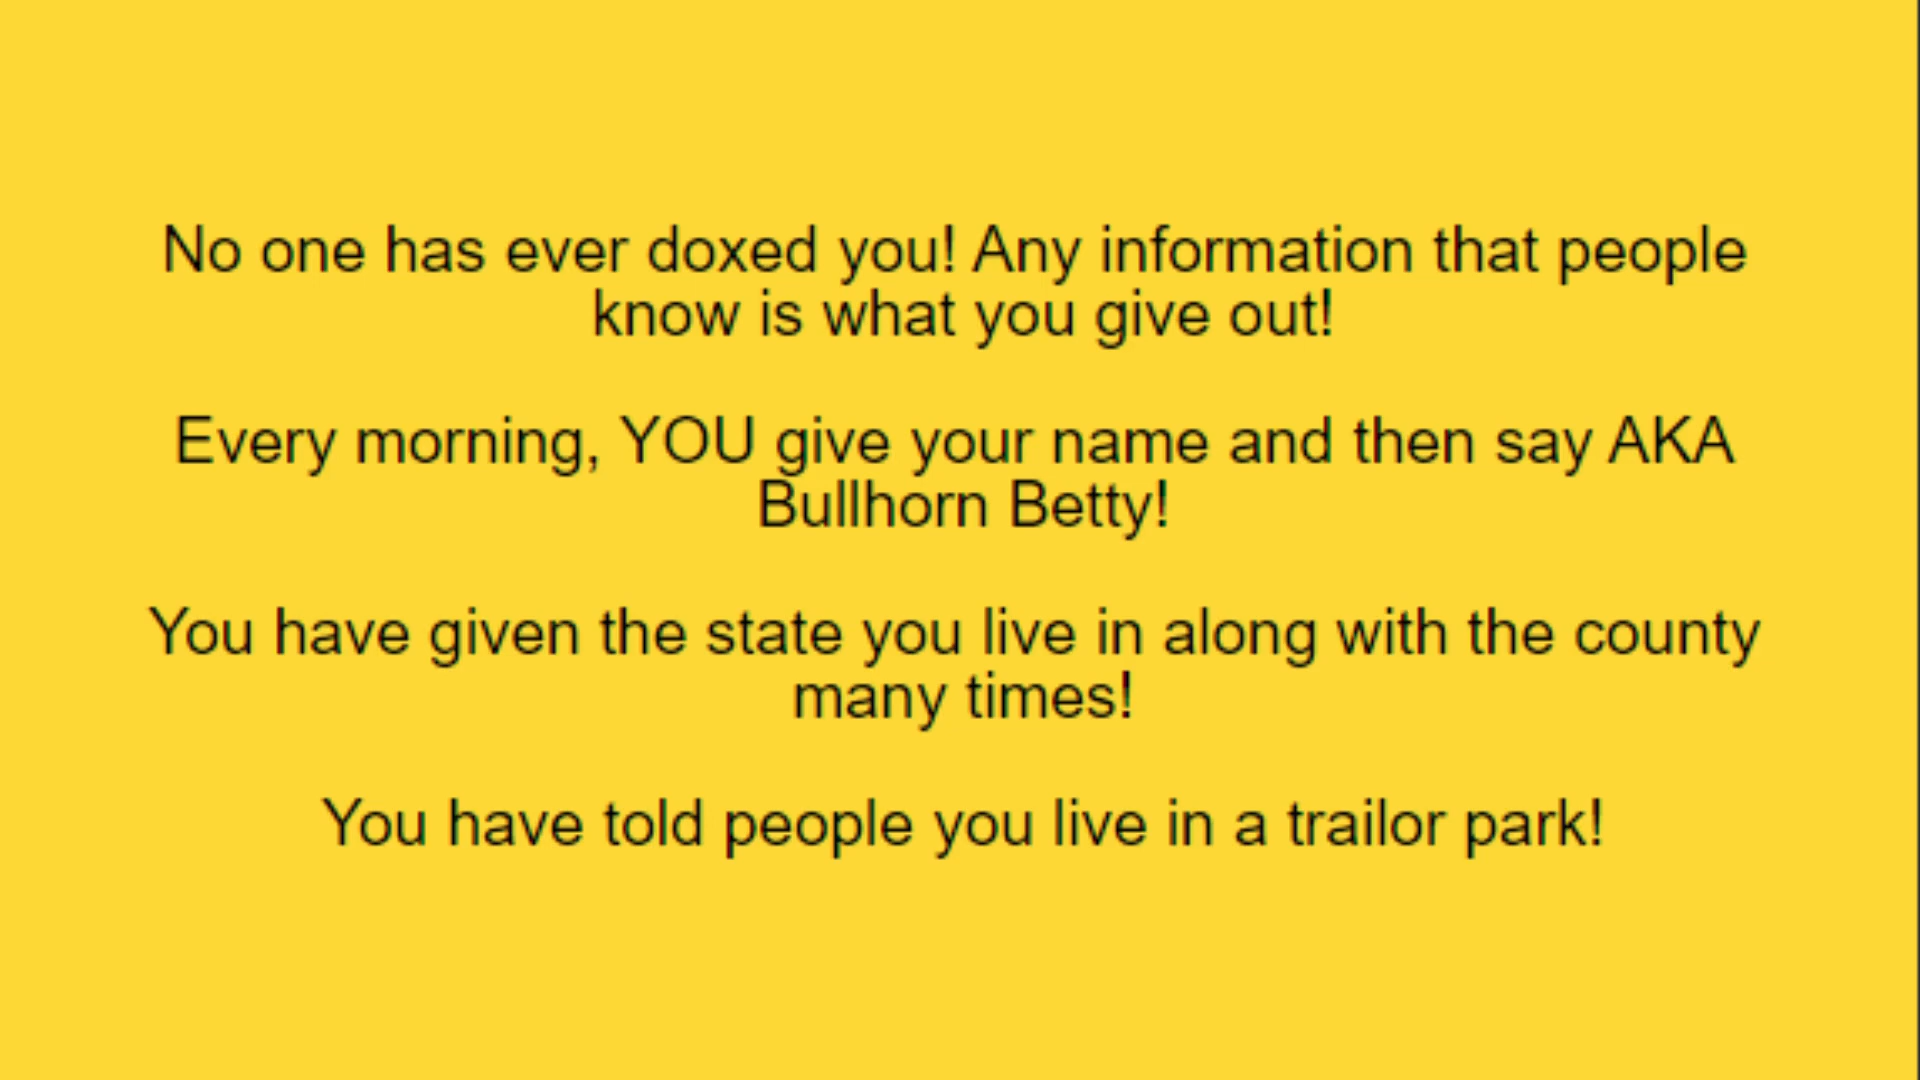 No one has ever doxed you! Any information that people
know is what you give out!
Every morning, YOU give your name and then say AKA
Bullhorn Betty!
You have given the state you live in along with the county
many times!
You have told people you live in a trailor park!